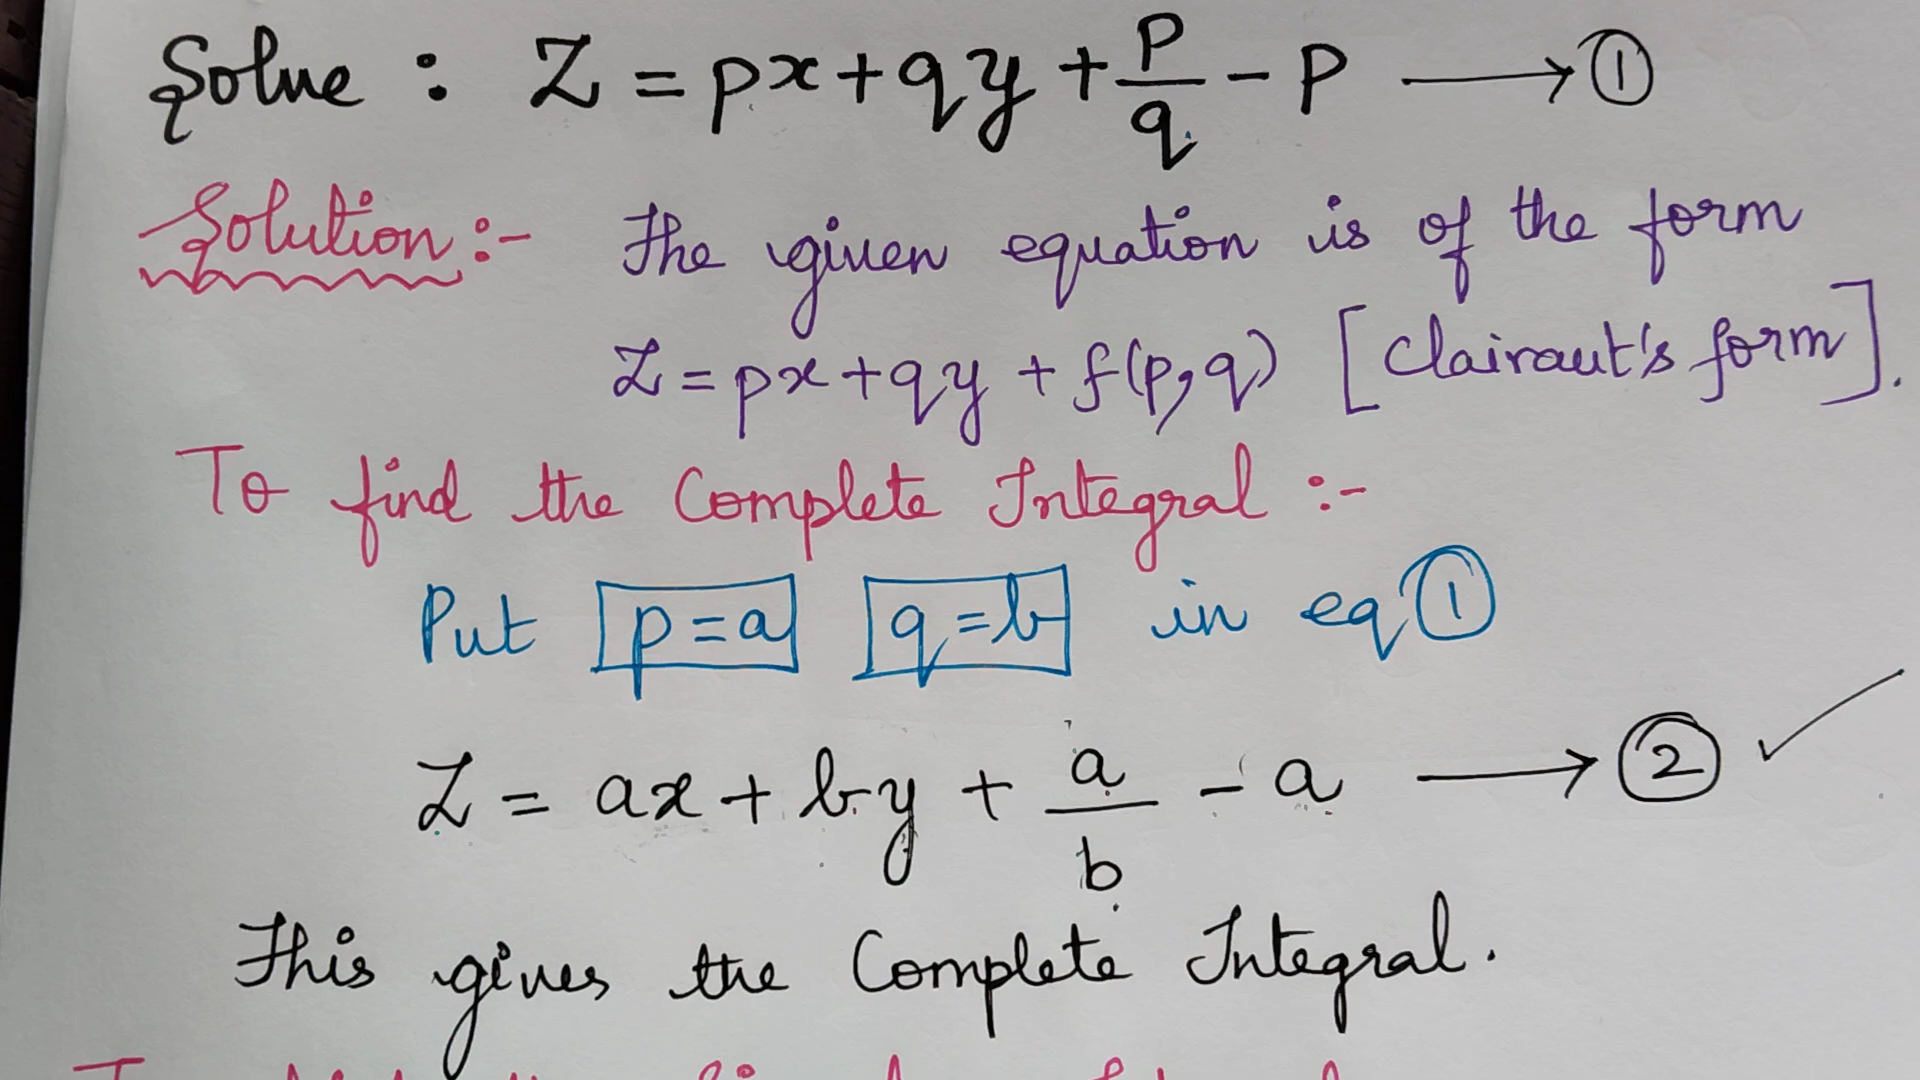 Solve : Z = px + qy + p/q - p ⟶ ①
Solution :- The given equation is of the form
Z = px + qy + f(p,q) [Clairaut's form].
To find the Complete Integral :-
Put p=a q=b in eq ①
Z = ax + by + a/b - a ⟶ ② ✓
This gives the Complete Integral.